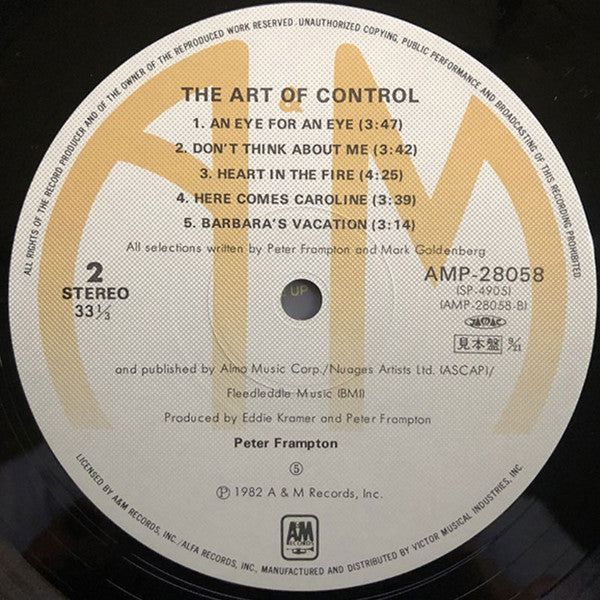 ALL RIGHTS OF THE RECORD PRODUCER AND OF THE OWNER OF THE REPRODUCED WORK RESERVED. UNAUTHORIZED COPYING, PUBLIC PERFORMANCE AND BROADCASTING OF THIS RECORDING PROHIBITED
A&M
THE ART OF CONTROL
1. AN EYE FOR AN EYE (3:47)
2. DON'T THINK ABOUT ME (3:42)
3. HEART IN THE FIRE (4:25)
4. HERE COMES CAROLINE (3:39)
5. BARBARA'S VACATION (3:14)
All selections written by Peter Frampton and Mark Goldenberg
2
STEREO
33⅓
UP
AMP-28058
(SP-4905)
(AMP-28058-B)
JASRAC
見本盤 9/21
and published by Almo Music Corp./Nuages Artists Ltd. (ASCAP)/
Fleedleddle Music (BMI)
Produced by Eddie Kramer and Peter Frampton
Peter Frampton
⑤
Ⓟ 1982 A & M Records, Inc.
A&M
RECORDS
LICENSED BY A&M RECORDS, INC./ALFA RECORDS, INC., MANUFACTURED AND DISTRIBUTED BY VICTOR MUSICAL INDUSTRIES, INC